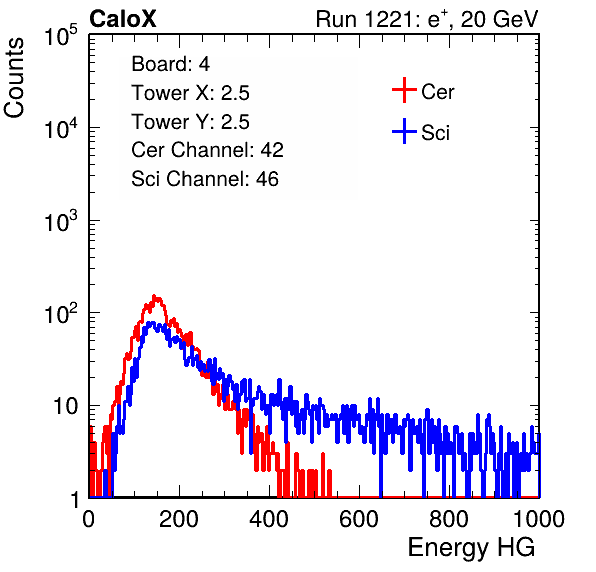 CaloX Run 1221: e⁺, 20 GeV
Counts
Board: 4
Tower X: 2.5
Tower Y: 2.5
Cer Channel: 42
Sci Channel: 46
Cer
Sci
10⁵
10⁴
10³
10²
10
1
0 200 400 600 800 1000
Energy HG